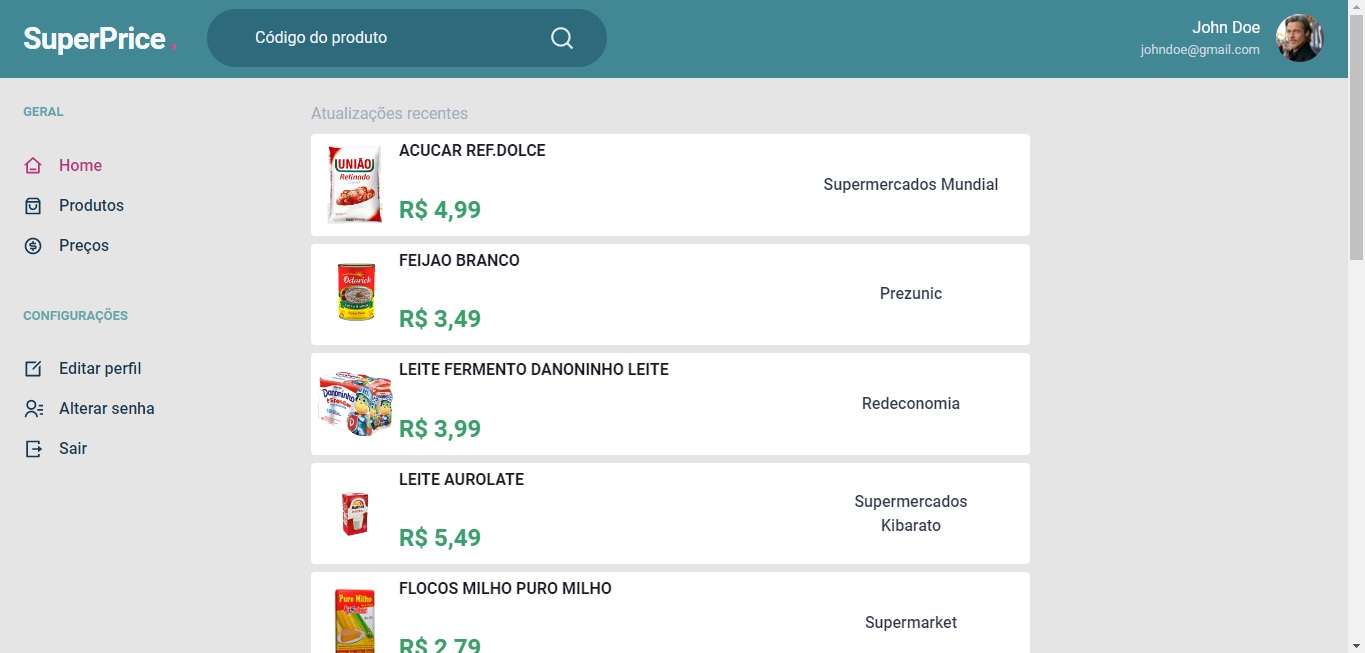 SuperPrice.
Código do produto
John Doe
johndoe@gmail.com
GERAL
Home
Produtos
Preços
CONFIGURAÇÕES
Editar perfil
Alterar senha
Sair
Atualizações recentes
UNIÃO
Refinado
ACUCAR REF.DOLCE
R$ 4,99
Supermercados Mundial
FEIJAO BRANCO
R$ 3,49
Prezunic
Danoninho
LEITE FERMENTO DANONINHO LEITE
R$ 3,99
Redeconomia
LEITE AUROLATE
R$ 5,49
Supermercados
Kibarato
Puro Milho
FLOCOS MILHO PURO MILHO
R$ 2,79
Supermarket